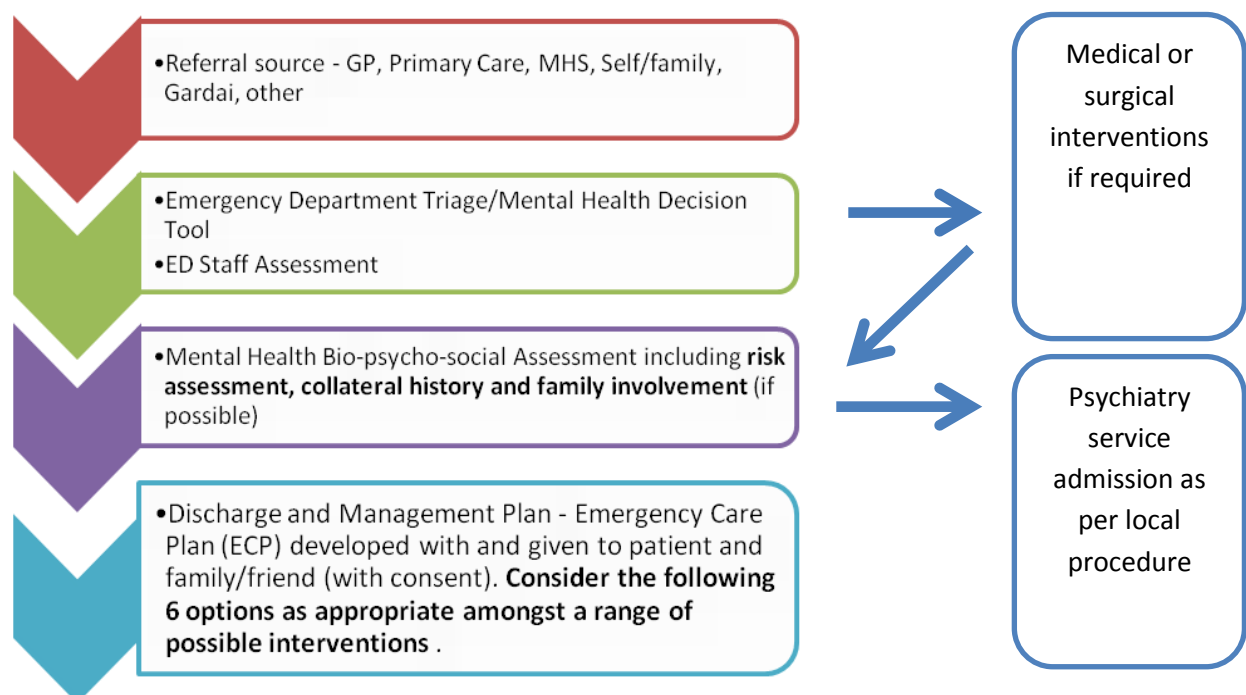 •Referral source - GP, Primary Care, MHS, Self/family,
Gardai, other
•Emergency Department Triage/Mental Health Decision
Tool
•ED Staff Assessment
•Mental Health Bio-psycho-social Assessment including risk
assessment, collateral history and family involvement (if
possible)
•Discharge and Management Plan - Emergency Care
Plan (ECP) developed with and given to patient and
family/friend (with consent). Consider the following
6 options as appropriate amongst a range of
possible interventions .
Medical or
surgical
interventions
if required
Psychiatry
service
admission as
per local
procedure